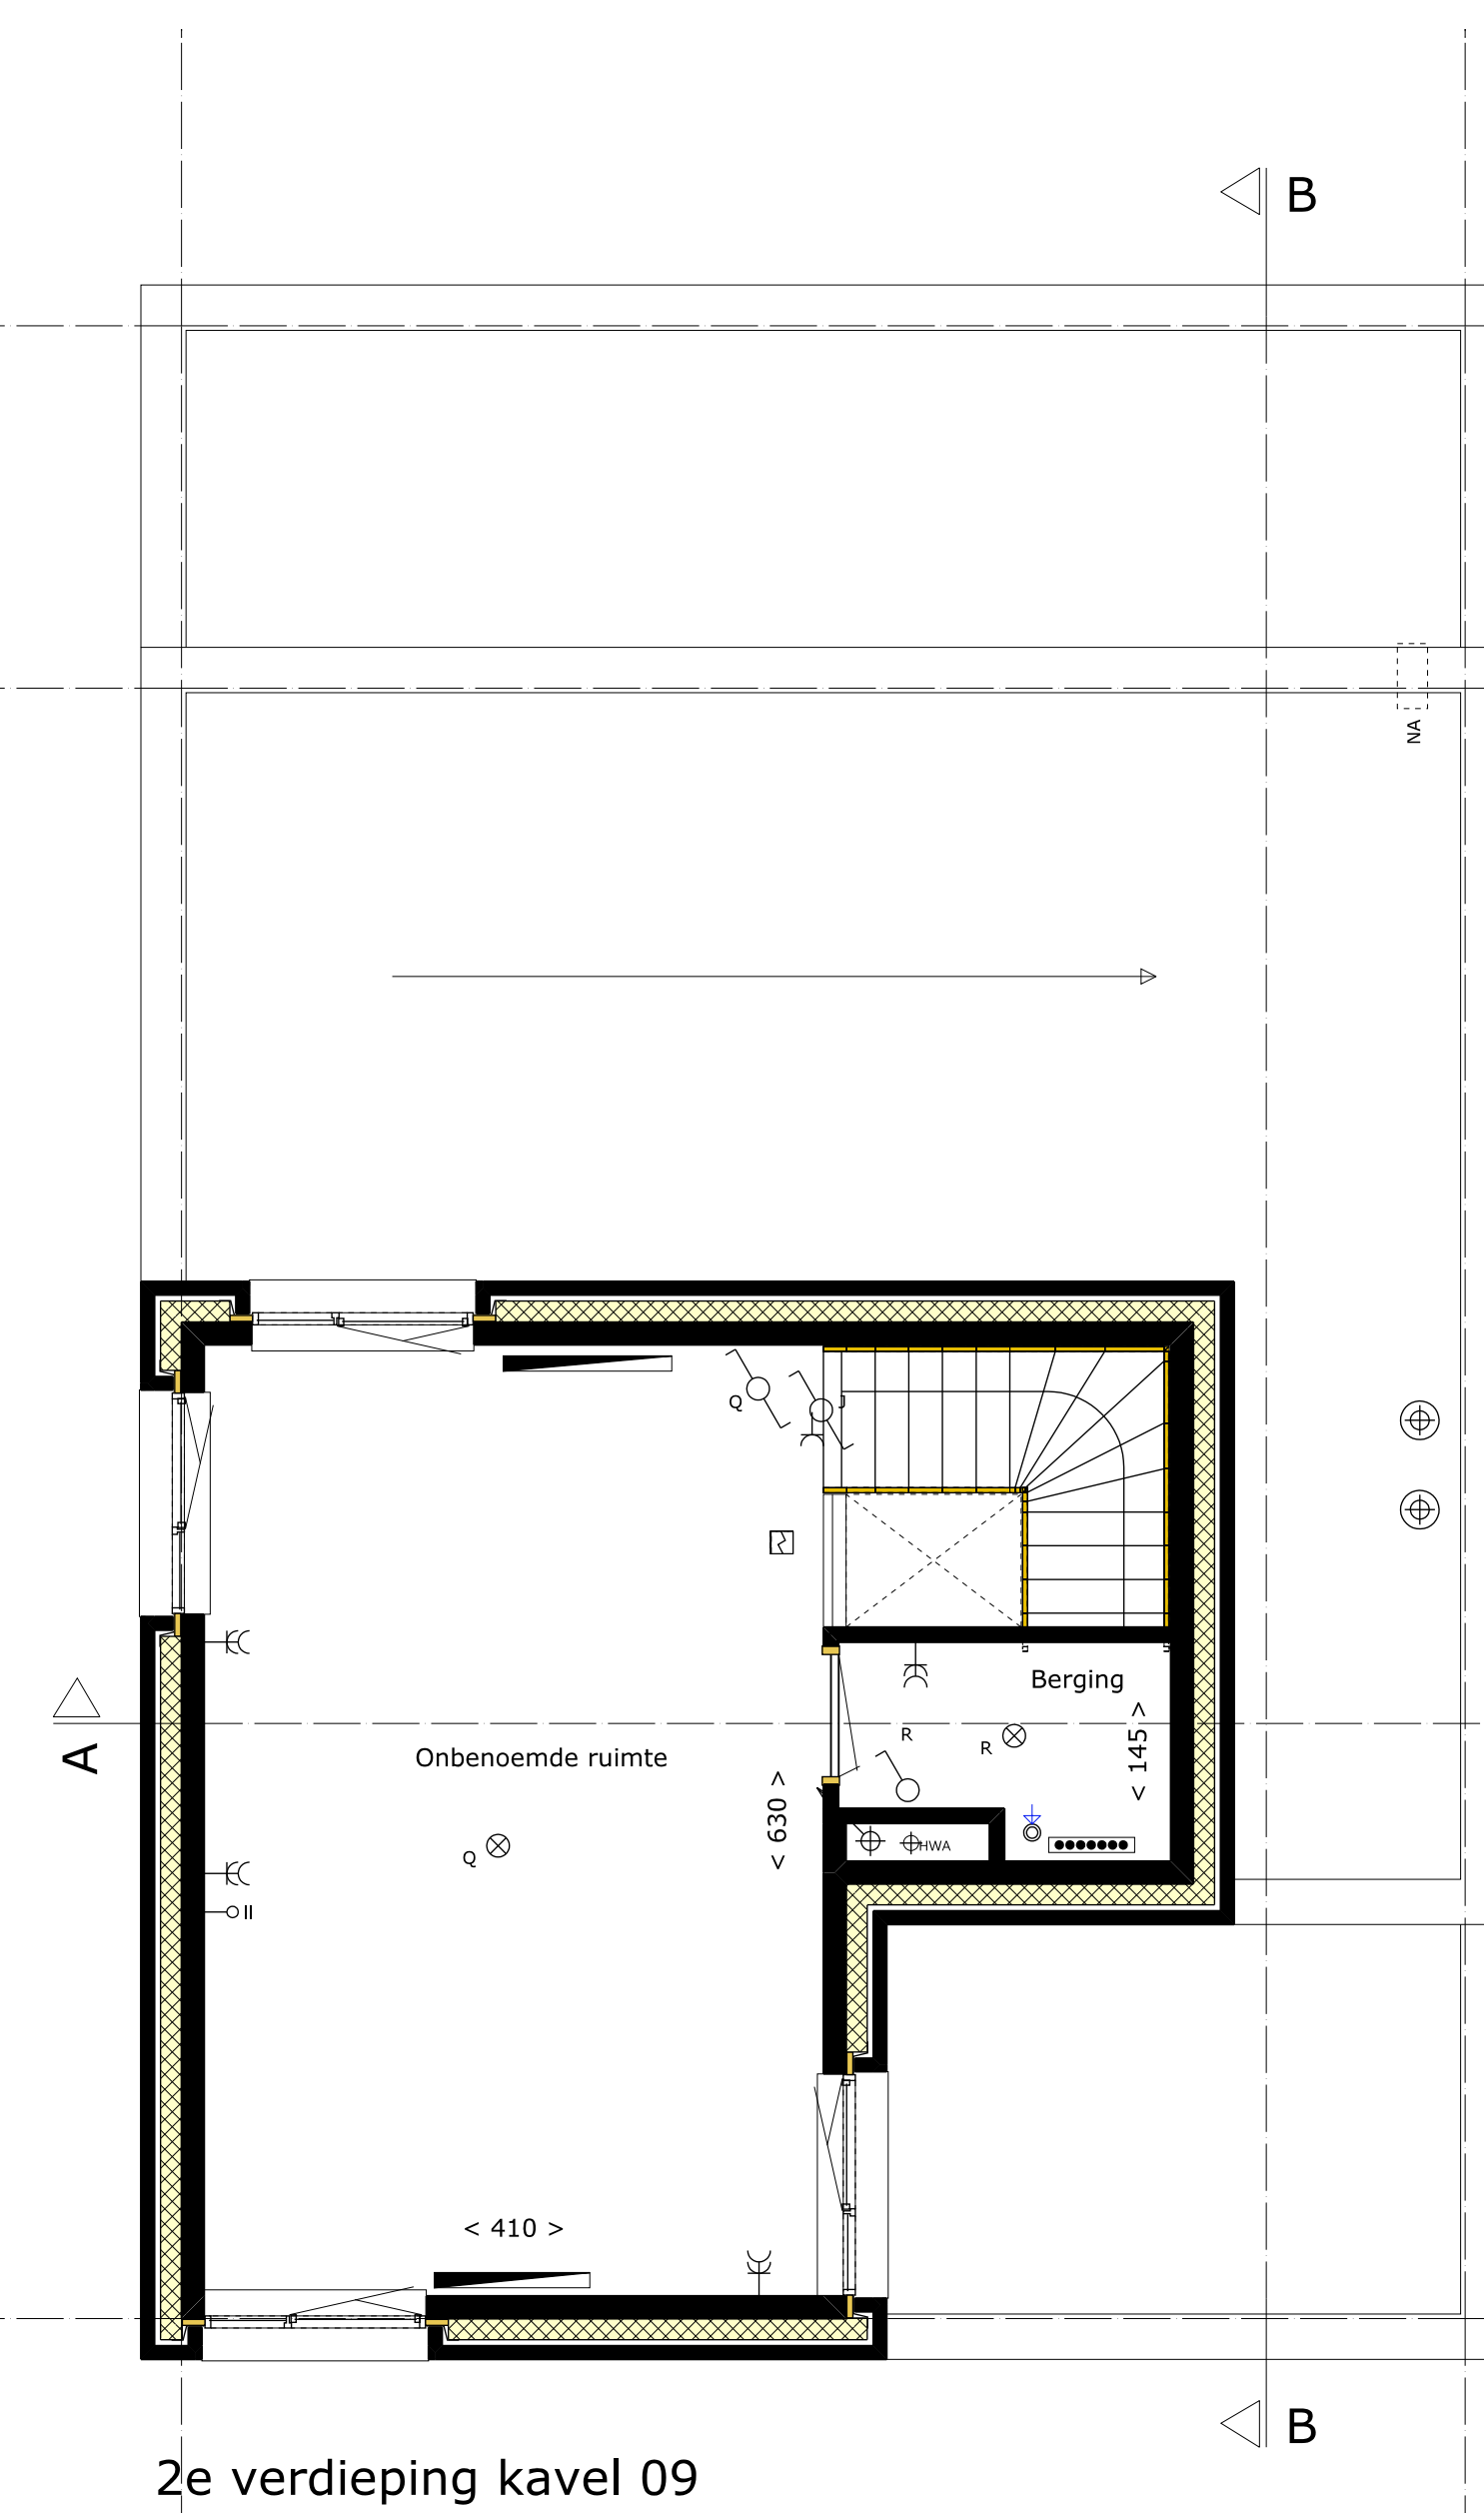 B
NA
Q
J
Berging
< 145 >
R
R
A
Onbenoemde ruimte
< 630 >
Q
HWA
< 410 >
B
2e verdieping kavel 09